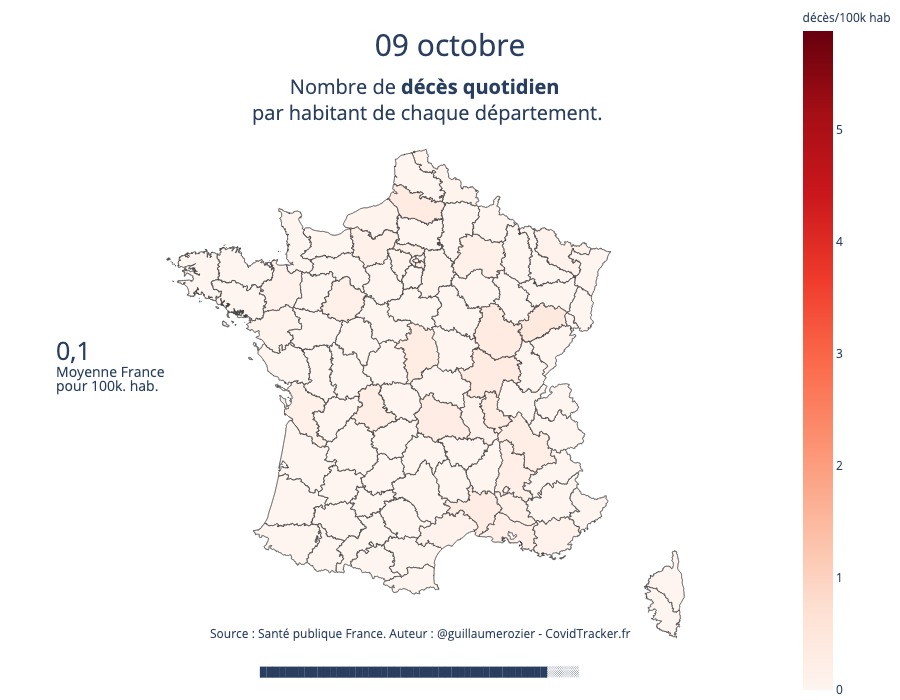 décès/100k hab
09 octobre
Nombre de décès quotidien
par habitant de chaque département.
5
4
3
2
1
0
0,1
Moyenne France
pour 100k. hab.
Source : Santé publique France. Auteur : @guillaumerozier - CovidTracker.fr